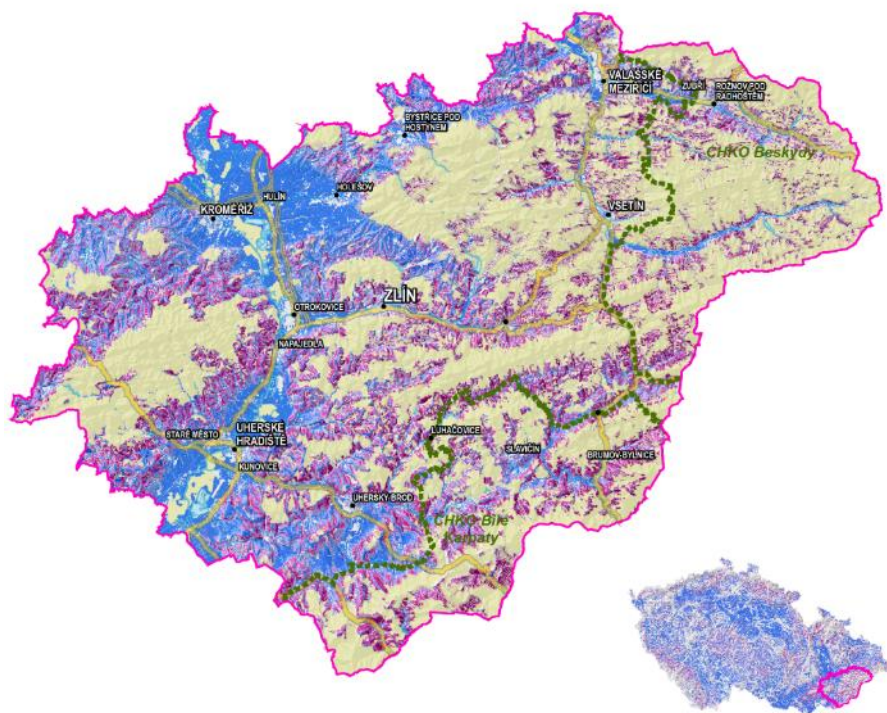 VALAŠSKÉ
MEZIŘÍČÍ
ZUBŘÍ
ROŽNOV POD
RADHOŠTĚM
BYSTŘICE POD
HOSTÝNEM
CHKO Beskydy
HOLEŠOV
HULÍN
KROMĚŘÍŽ
VSETÍN
ZLÍN
OTROKOVICE
NAPAJEDLA
LUHAČOVICE
STARÉ MĚSTO
UHERSKÉ
HRADIŠTĚ
SLAVIČÍN
BRUMOV-BYLNICE
KUNOVICE
UHERSKÝ BROD
CHKO Bílé
Karpaty